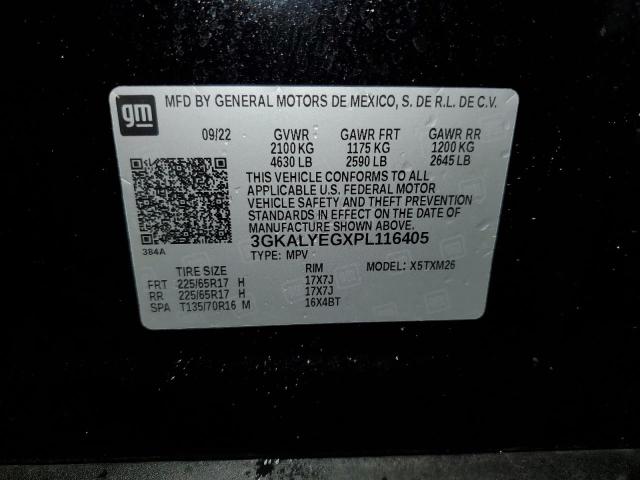 gm
MFD BY GENERAL MOTORS DE MEXICO, S. DE R.L. DE C.V.
09/22 GVWR GAWR FRT GAWR RR
2100 KG 1175 KG 1200 KG
4630 LB 2590 LB 2645 LB
THIS VEHICLE CONFORMS TO ALL
APPLICABLE U.S. FEDERAL MOTOR
VEHICLE SAFETY AND THEFT PREVENTION
STANDARDS IN EFFECT ON THE DATE OF
MANUFACTURE SHOWN ABOVE.
384A 3GKALYEGXPL116405
TYPE: MPV MODEL: X5TXM26
TIRE SIZE RIM
FRT 225/65R17 H 17X7J
RR 225/65R17 H 17X7J
SPA T135/70R16 M 16X4BT